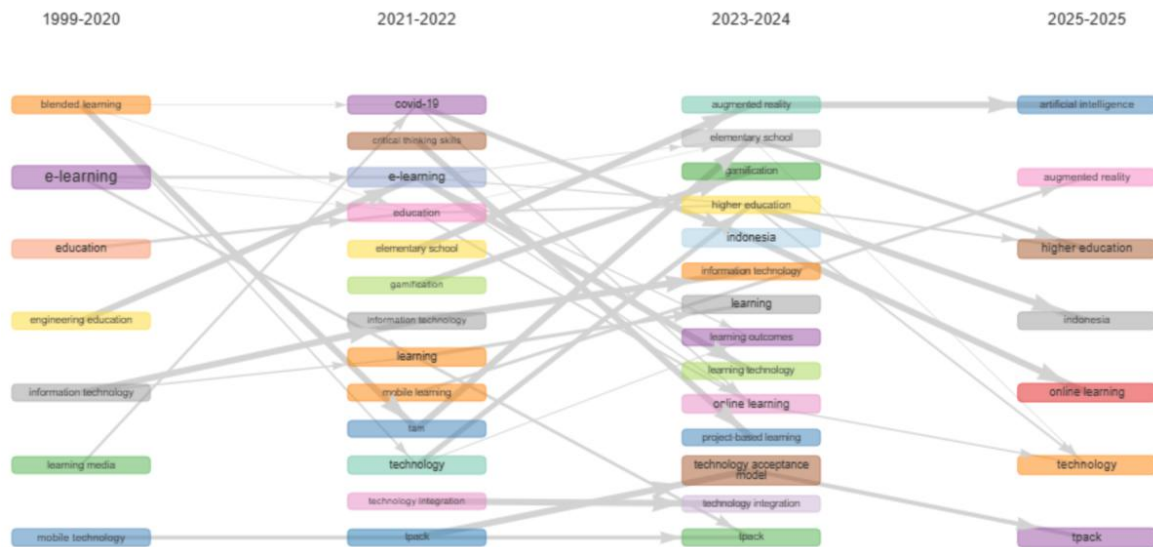 1999-2020
blended learning
e-learning
education
engineering education
information technology
learning media
mobile technology
2021-2022
covid-19
critical thinking skills
e-learning
education
elementary school
gamification
information technology
learning
mobile learning
tam
technology
technology integration
tpack
2023-2024
augmented reality
elementary school
gamification
higher education
indonesia
information technology
learning
learning outcomes
learning technology
online learning
project-based learning
technology acceptance
model
technology integration
tpack
2025-2025
artificial intelligence
augmented reality
higher education
indonesia
online learning
technology
tpack